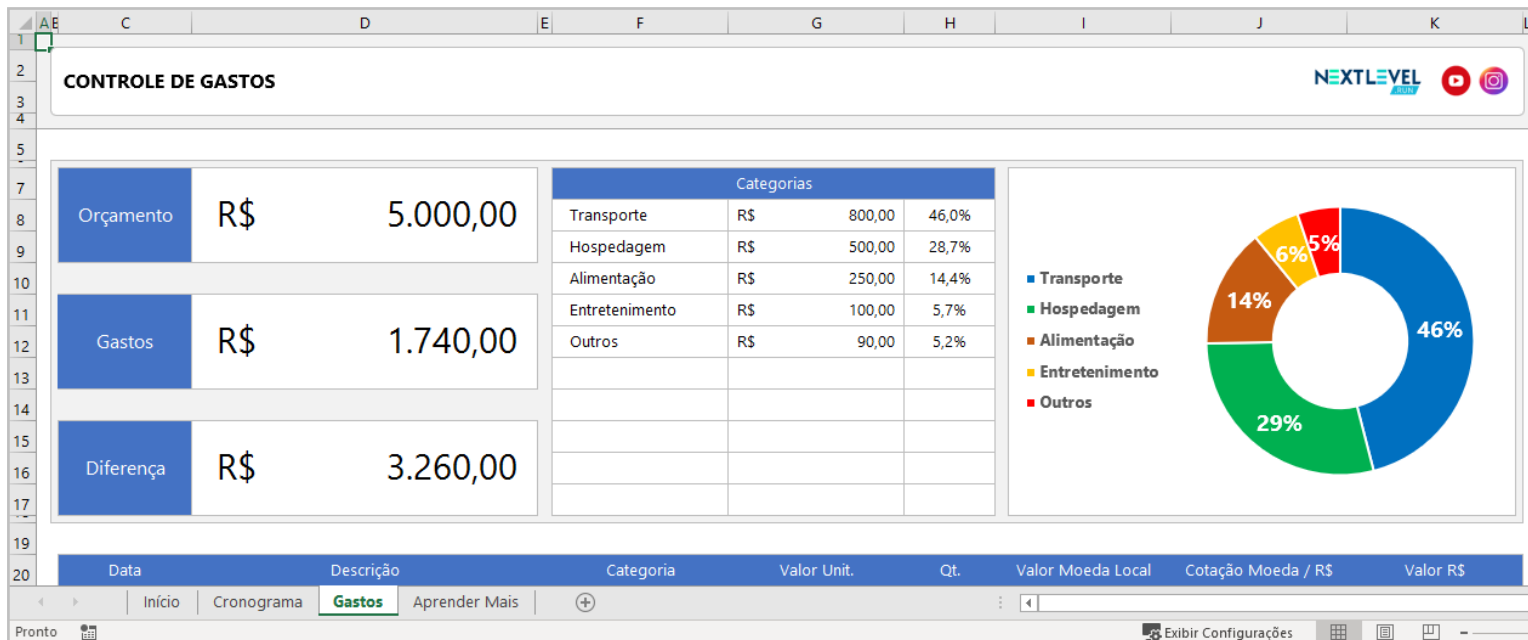 A B C D E F G H I J K L
1
2
3
4
5
7
8
9
10
11
12
13
14
15
16
17
19
20
CONTROLE DE GASTOS
NEXTLEVEL
.RUN
Orçamento R$ 5.000,00
Gastos R$ 1.740,00
Diferença R$ 3.260,00
Categorias
Transporte R$ 800,00 46,0%
Hospedagem R$ 500,00 28,7%
Alimentação R$ 250,00 14,4%
Entretenimento R$ 100,00 5,7%
Outros R$ 90,00 5,2%
Transporte
Hospedagem
Alimentação
Entretenimento
Outros
5%
6%
14%
46%
29%
Data Descrição Categoria Valor Unit. Qt. Valor Moeda Local Cotação Moeda / R$ Valor R$
Início Cronograma Gastos Aprender Mais
Pronto Exibir Configurações